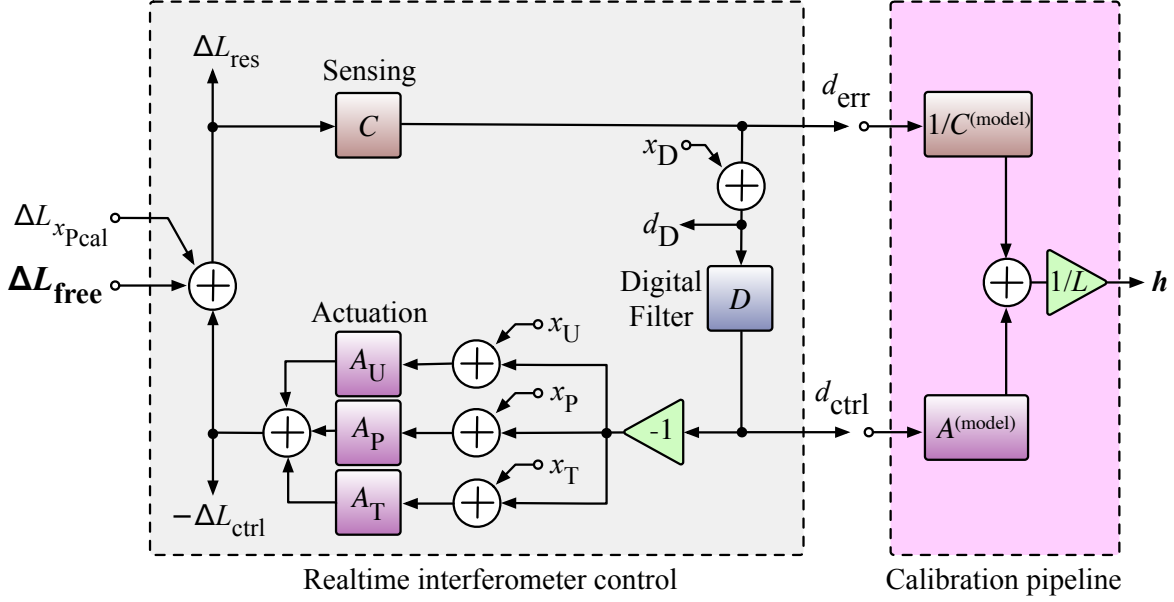 ΔL_res
Sensing
C
d_err
1/C^(model)
x_D
ΔL_x_Pcal
d_D
ΔL_free
Digital
Filter
D
1/L
h
Actuation
A_U
x_U
A_P
x_P
-1
d_ctrl
A^(model)
A_T
x_T
−ΔL_ctrl
Realtime interferometer control
Calibration pipeline